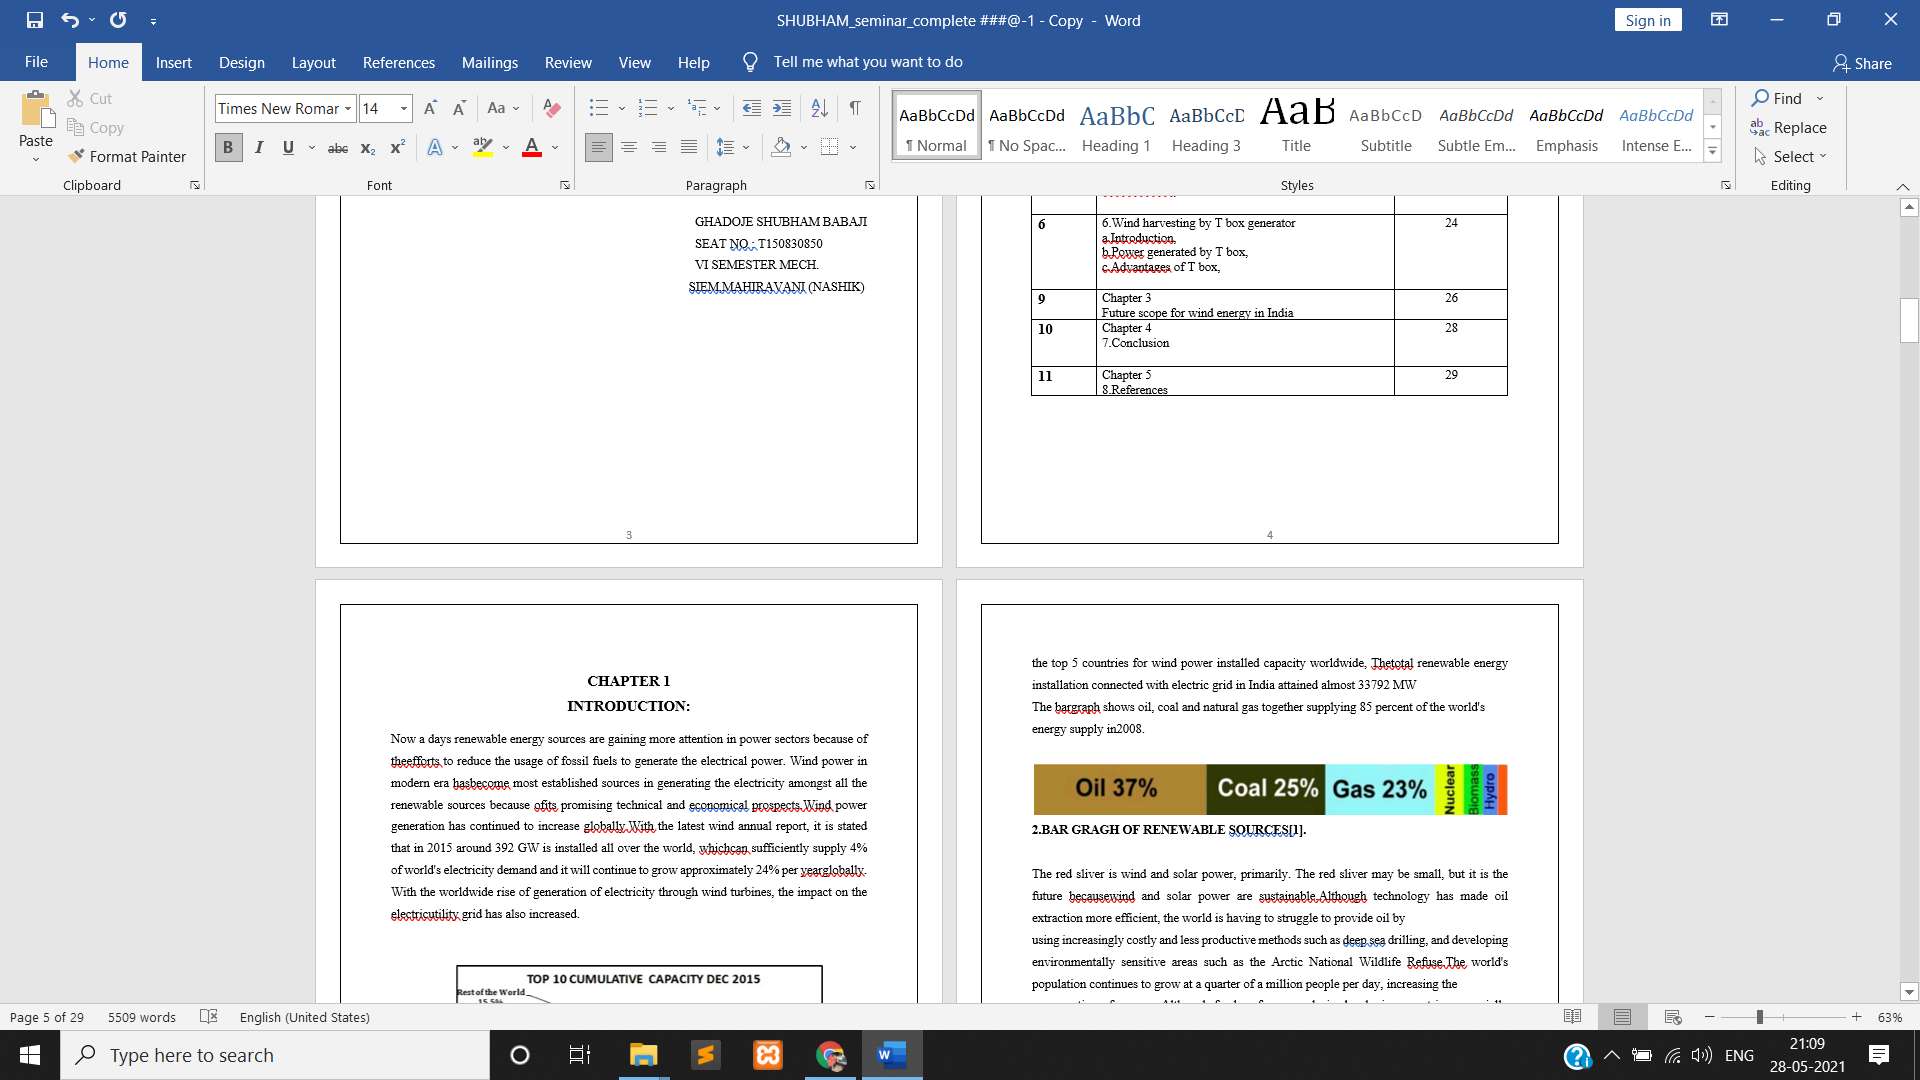 SHUBHAM_seminar_complete ###@-1 - Copy - Word
Sign in
File Home Insert Design Layout References Mailings Review View Help Tell me what you want to do
Share
Paste
Cut
Copy
Format Painter
Clipboard
Times New Roman 14
Aa
B I U abc x₂ x² A ab A
Font
Paragraph
AaBbCcDd
¶ Normal
AaBbCcDd
¶ No Spac...
AaBbC
Heading 1
AaBbCcD
Heading 3
AaB
Title
AaBbCcD
Subtitle
AaBbCcDd
Subtle Em...
AaBbCcDd
Emphasis
AaBbCcDd
Intense E...
Styles
Find
Replace
Select
Editing
GHADOJE SHUBHAM BABAJI
SEAT NO : T150830850
VI SEMESTER MECH.
SIEM,MAHIRAVANI (NASHIK)
3
6 6.Wind harvesting by T box generator 24
a.Introduction,
b.Power generated by T box,
c.Advantages of T box,
9 Chapter 3 26
Future scope for wind energy in India
10 Chapter 4 28
7.Conclusion
11 Chapter 5 29
8.References
4
CHAPTER 1
INTRODUCTION:
Now a days renewable energy sources are gaining more attention in power sectors because of
theefforts to reduce the usage of fossil fuels to generate the electrical power. Wind power in
modern era hasbecome most established sources in generating the electricity amongst all the
renewable sources because ofits promising technical and economical prospects.Wind power
generation has continued to increase globally.With the latest wind annual report, it is stated
that in 2015 around 392 GW is installed all over the world, whichcan sufficiently supply 4%
of world's electricity demand and it will continue to grow approximately 24% per yearglobally.
With the worldwide rise of generation of electricity through wind turbines, the impact on the
electricutility grid has also increased.
TOP 10 CUMULATIVE CAPACITY DEC 2015
Rest of the World
15.5%
the top 5 countries for wind power installed capacity worldwide, Thetotal renewable energy
installation connected with electric grid in India attained almost 33792 MW
The bargraph shows oil, coal and natural gas together supplying 85 percent of the world's
energy supply in2008.
Oil 37% Coal 25% Gas 23% Nuclear Biomass Hydro
2.BAR GRAGH OF RENEWABLE SOURCES[1].
The red sliver is wind and solar power, primarily. The red sliver may be small, but it is the
future becausewind and solar power are sustainable.Although technology has made oil
extraction more efficient, the world is having to struggle to provide oil by
using increasingly costly and less productive methods such as deep sea drilling, and developing
environmentally sensitive areas such as the Arctic National Wildlife Refuse.The world's
population continues to grow at a quarter of a million people per day, increasing the
Page 5 of 29 5509 words English (United States) 63%
Type here to search
ENG
21:09
28-05-2021